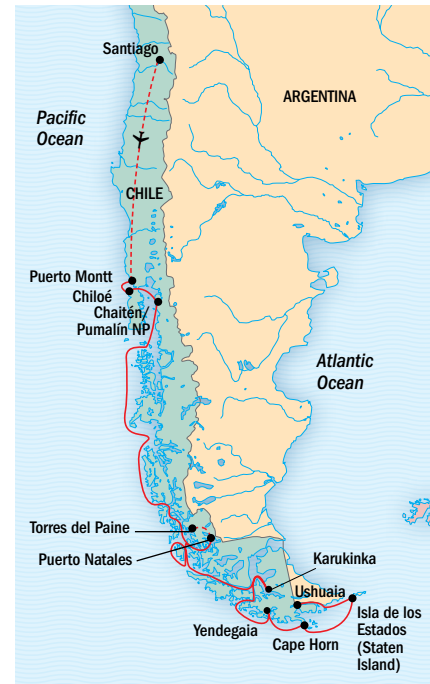 Santiago
ARGENTINA
Pacific
Ocean
CHILE
Puerto Montt
Chiloé
Chaitén/
Pumalín NP
Atlantic
Ocean
Torres del Paine
Puerto Natales
Karukinka
Ushuaia
Yendegaia
Cape Horn
Isla de los
Estados
(Staten
Island)